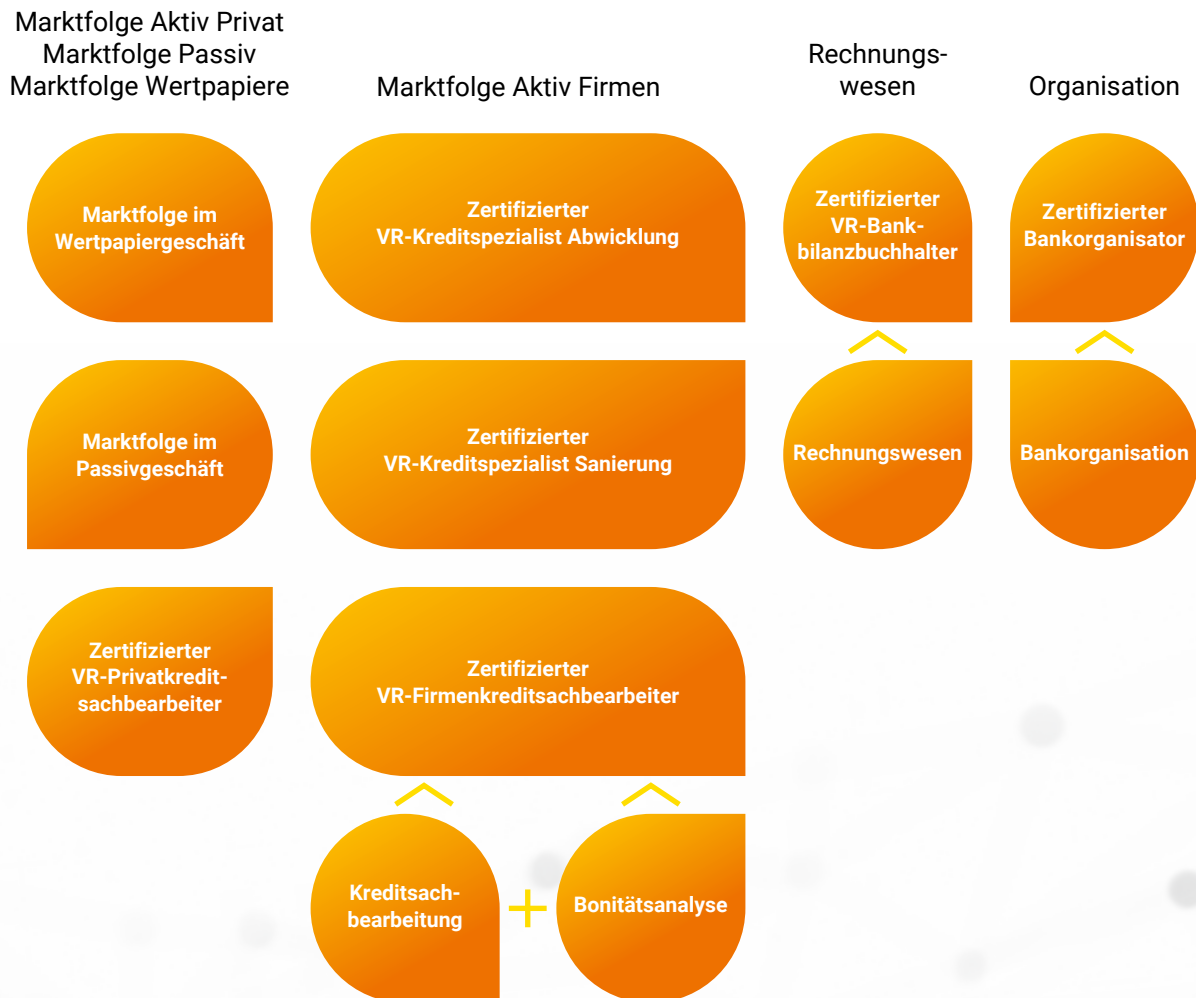 Marktfolge Aktiv Privat
Marktfolge Passiv
Marktfolge Wertpapiere
Marktfolge Aktiv Firmen
Rechnungs-
wesen
Organisation
Marktfolge im
Wertpapiergeschäft
Zertifizierter
VR-Kreditspezialist Abwicklung
Zertifizierter
VR-Bank-
bilanzbuchhalter
Zertifizierter
Bankorganisator
Marktfolge im
Passivgeschäft
Zertifizierter
VR-Kreditspezialist Sanierung
Rechnungswesen
Bankorganisation
Zertifizierter
VR-Privatkredit-
sachbearbeiter
Zertifizierter
VR-Firmenkreditsachbearbeiter
Kreditsach-
bearbeitung
+
Bonitätsanalyse